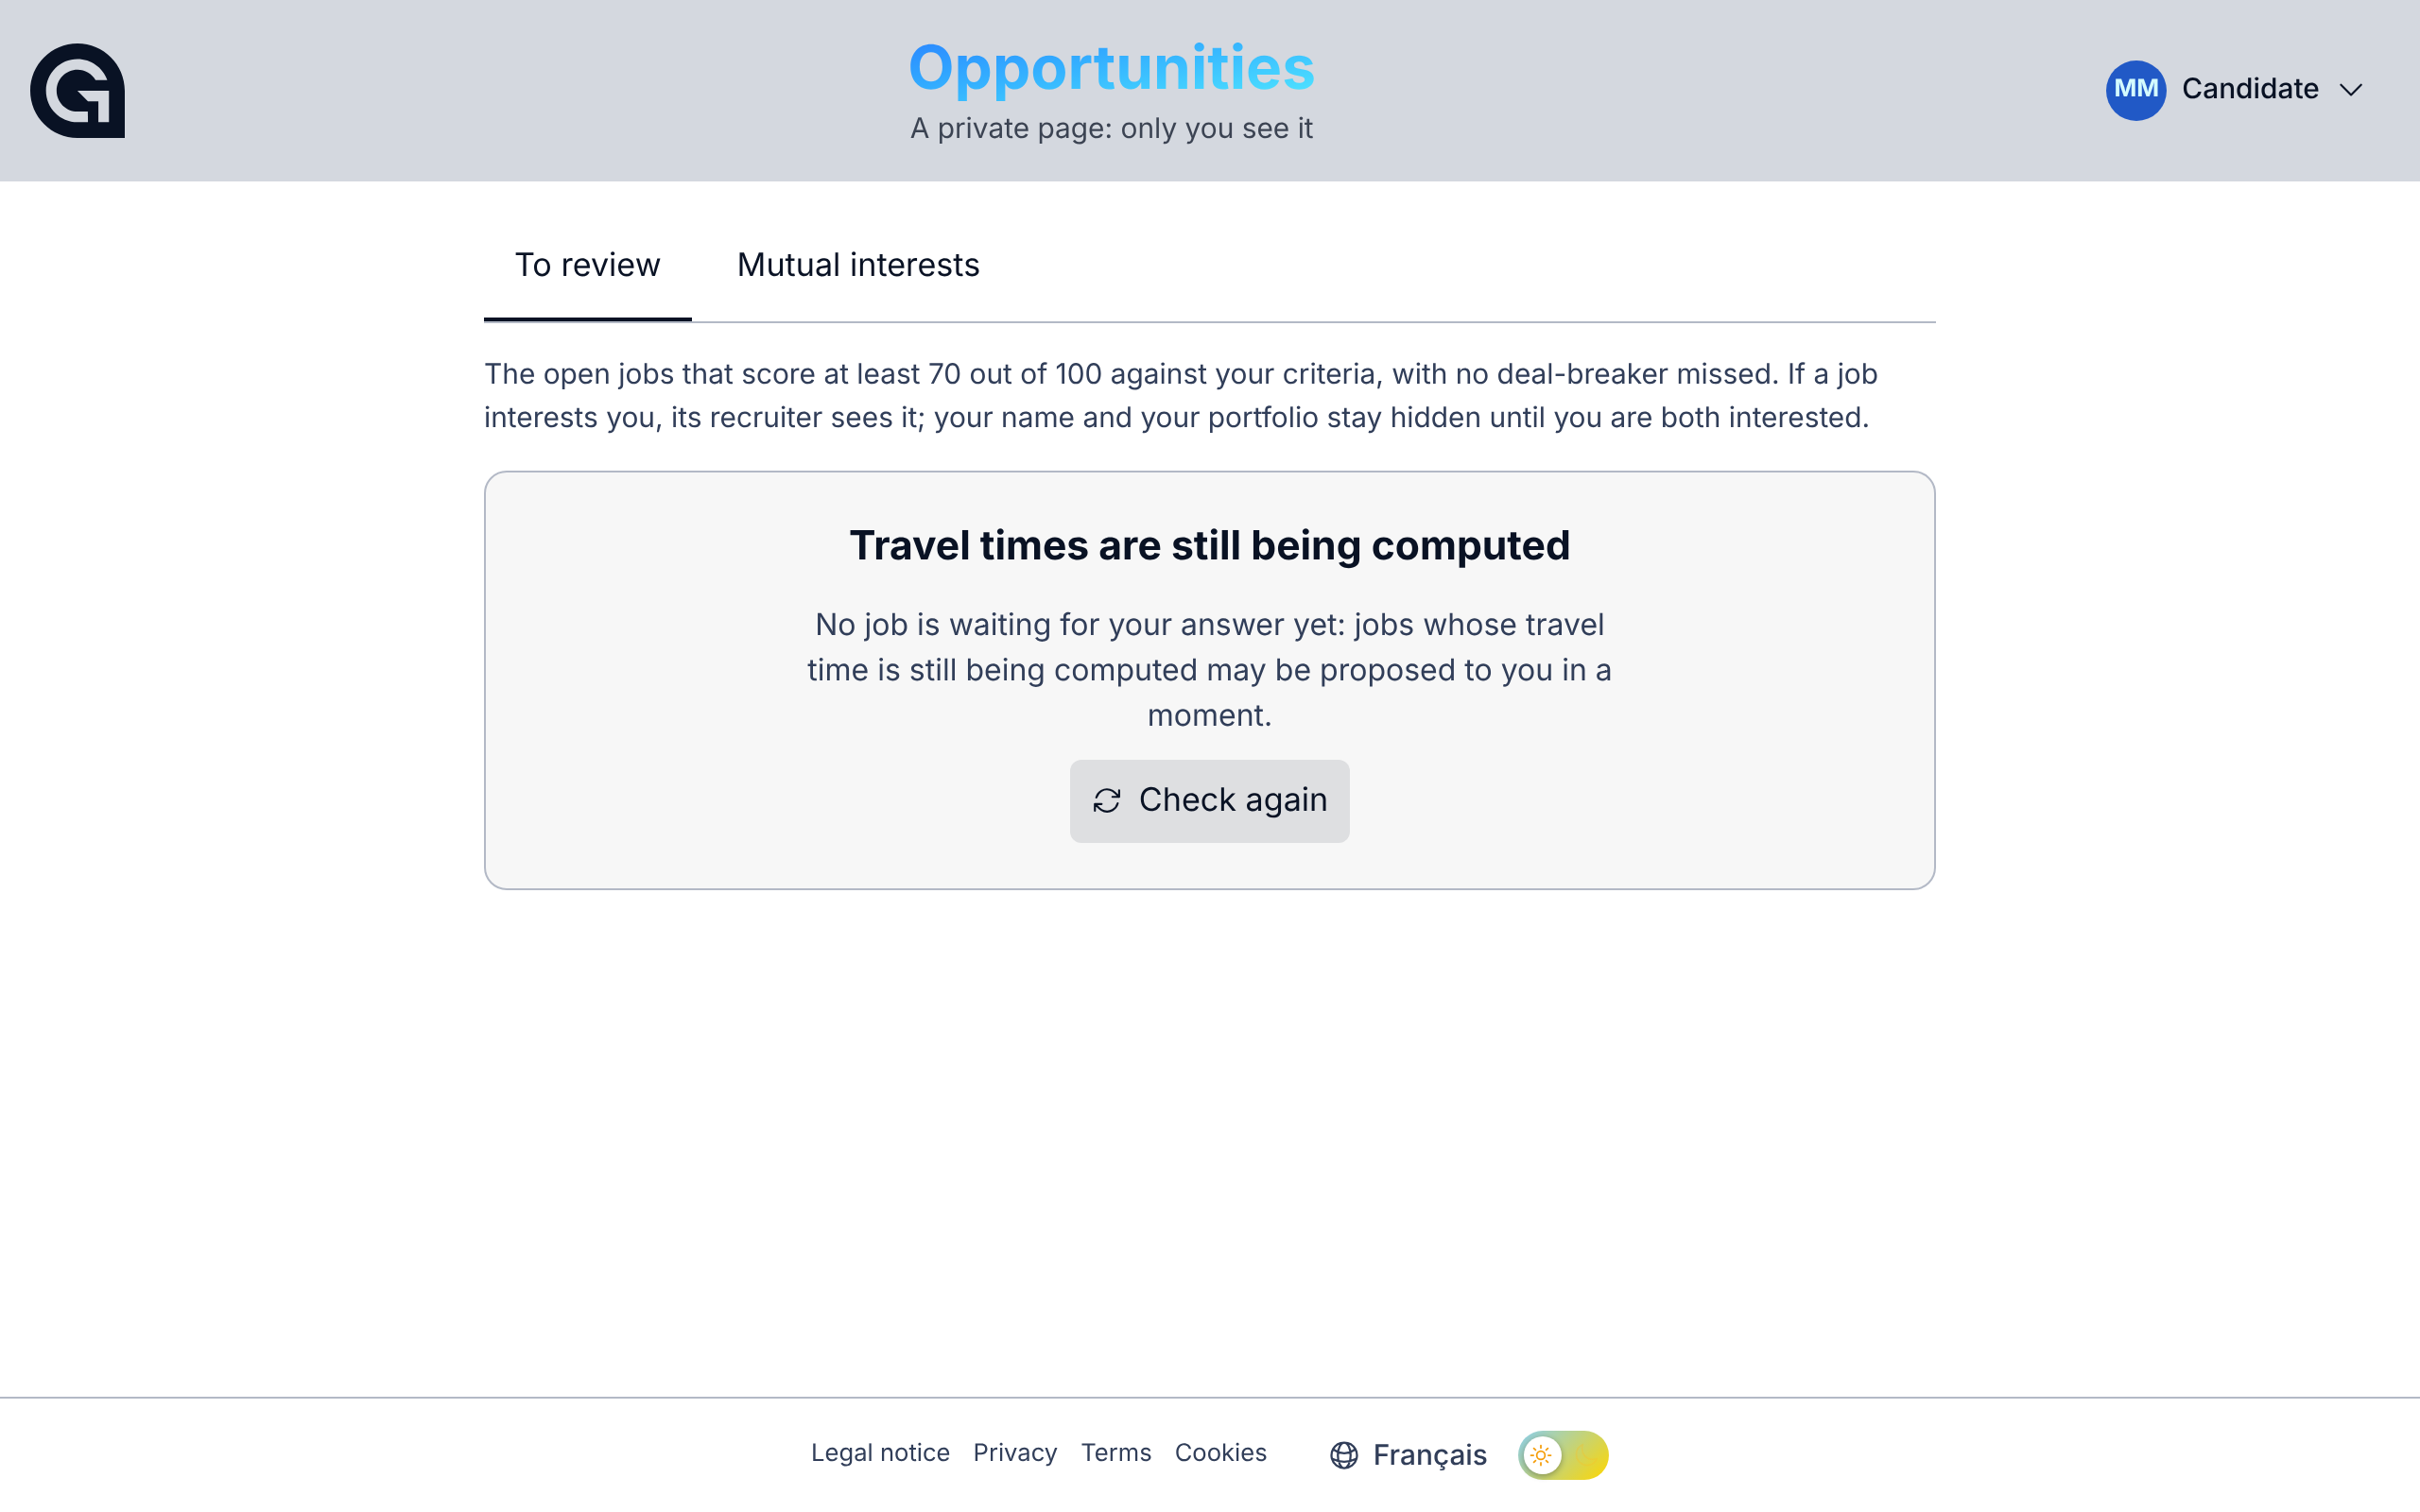 Opportunities
A private page: only you see it
MM Candidate
To review Mutual interests
The open jobs that score at least 70 out of 100 against your criteria, with no deal-breaker missed. If a job
interests you, its recruiter sees it; your name and your portfolio stay hidden until you are both interested.
Travel times are still being computed
No job is waiting for your answer yet: jobs whose travel
time is still being computed may be proposed to you in a
moment.
Check again
Legal notice Privacy Terms Cookies Français